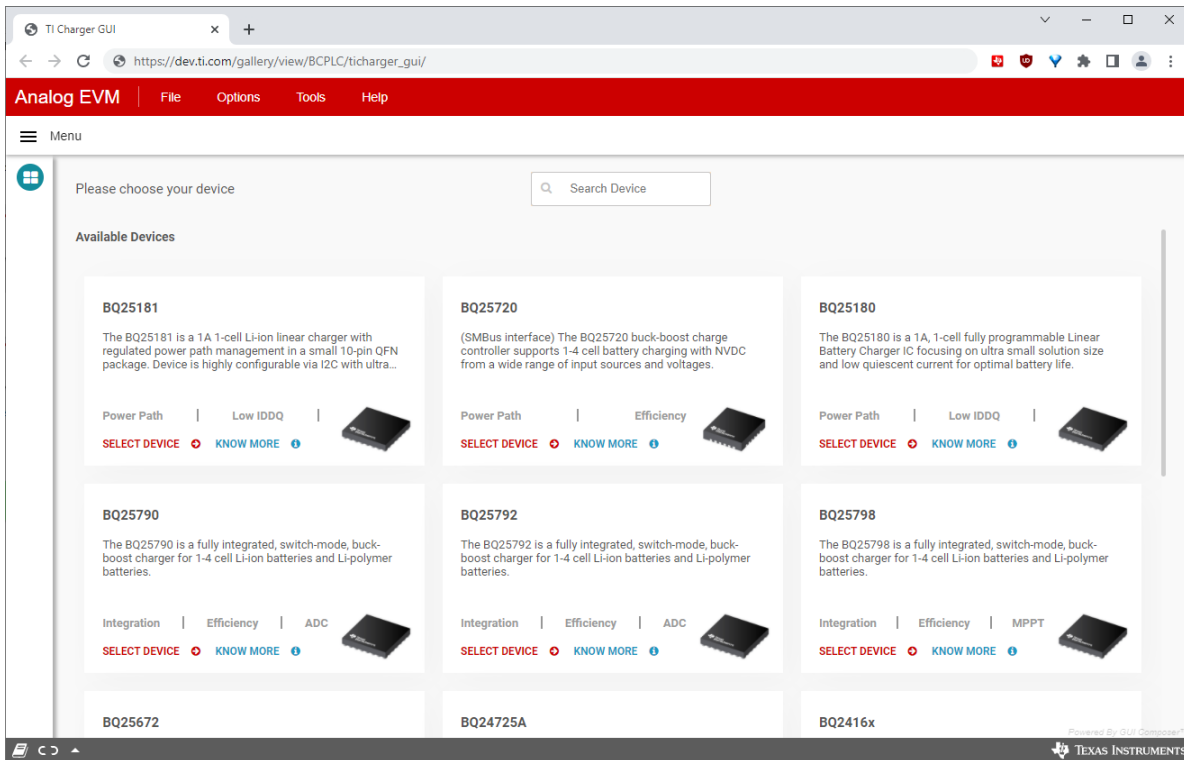 TI Charger GUI
https://dev.ti.com/gallery/view/BCPLC/ticharger_gui/
Analog EVM File Options Tools Help
Menu
Please choose your device
Search Device
Available Devices
BQ25181
The BQ25181 is a 1A 1-cell Li-ion linear charger with
regulated power path management in a small 10-pin QFN
package. Device is highly configurable via I2C with ultra...
Power Path | Low IDDQ |
SELECT DEVICE KNOW MORE
BQ25720
(SMBus interface) The BQ25720 buck-boost charge
controller supports 1-4 cell battery charging with NVDC
from a wide range of input sources and voltages.
Power Path | Efficiency
SELECT DEVICE KNOW MORE
BQ25180
The BQ25180 is a 1A, 1-cell fully programmable Linear
Battery Charger IC focusing on ultra small solution size
and low quiescent current for optimal battery life.
Power Path | Low IDDQ |
SELECT DEVICE KNOW MORE
BQ25790
The BQ25790 is a fully integrated, switch-mode, buck-
boost charger for 1-4 cell Li-ion batteries and Li-polymer
batteries.
Integration | Efficiency | ADC
SELECT DEVICE KNOW MORE
BQ25792
The BQ25792 is a fully integrated, switch-mode, buck-
boost charger for 1-4 cell Li-ion batteries and Li-polymer
batteries.
Integration | Efficiency | ADC
SELECT DEVICE KNOW MORE
BQ25798
The BQ25798 is a fully integrated, switch-mode, buck-
boost charger for 1-4 cell Li-ion batteries and Li-polymer
batteries.
Integration | Efficiency | MPPT
SELECT DEVICE KNOW MORE
BQ25672
BQ24725A
BQ2416x
Powered By GUI Composer™
TEXAS INSTRUMENTS